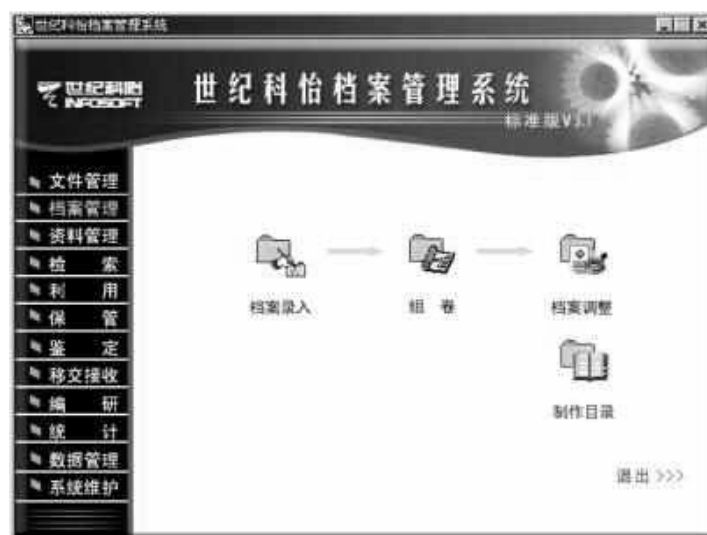 世纪科怡档案管理系统
世纪科怡
INFOSOFT
世纪科怡档案管理系统
标准版V3.1
文件管理
档案管理
资料管理
检 索
利 用
保 管
鉴 定
移交接收
编 研
统 计
数据管理
系统维护
档案录入
组 卷
档案调整
制作目录
退出 >>>